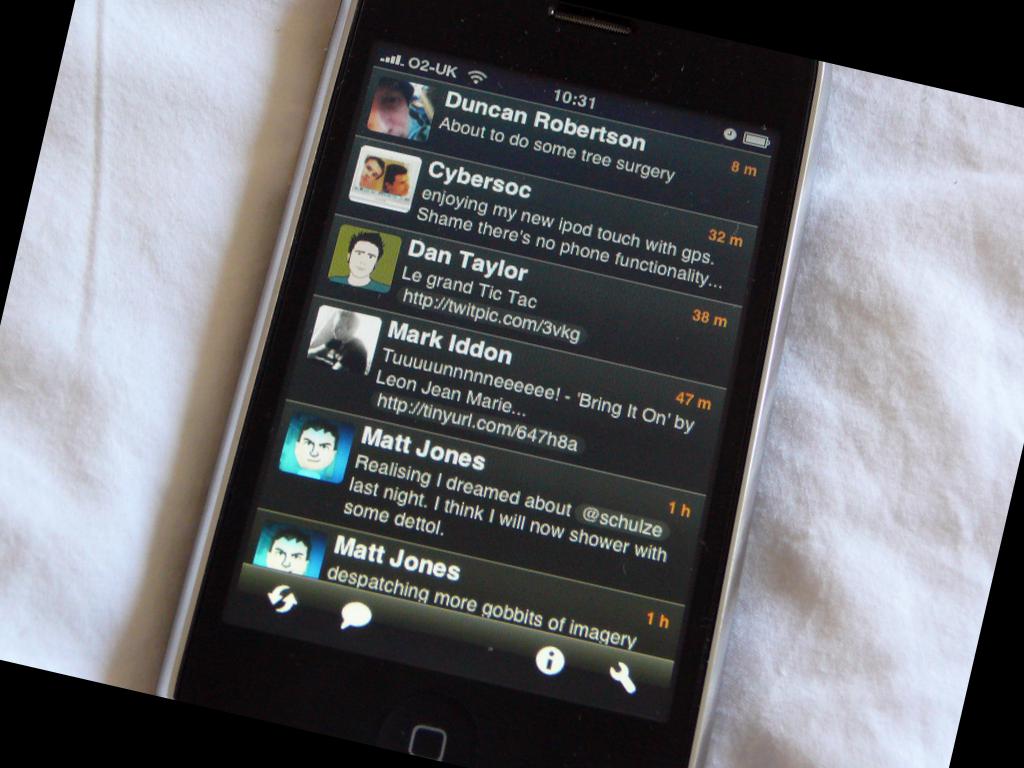 O2-UK
10:31
Duncan Robertson
About to do some tree surgery
8 m
Cybersoc
enjoying my new ipod touch with gps.
32 m
Shame there's no phone functionality...
Dan Taylor
Le grand Tic Tac
38 m
http://twitpic.com/3vkg
Mark Iddon
Tuuuuunnnnneeeeee! - 'Bring It On' by
47 m
Leon Jean Marie...
http://tinyurl.com/647h8a
Matt Jones
Realising I dreamed about @schulze
1 h
last night. I think I will now shower with
some dettol.
Matt Jones
despatching more gobbits of imagery
1 h